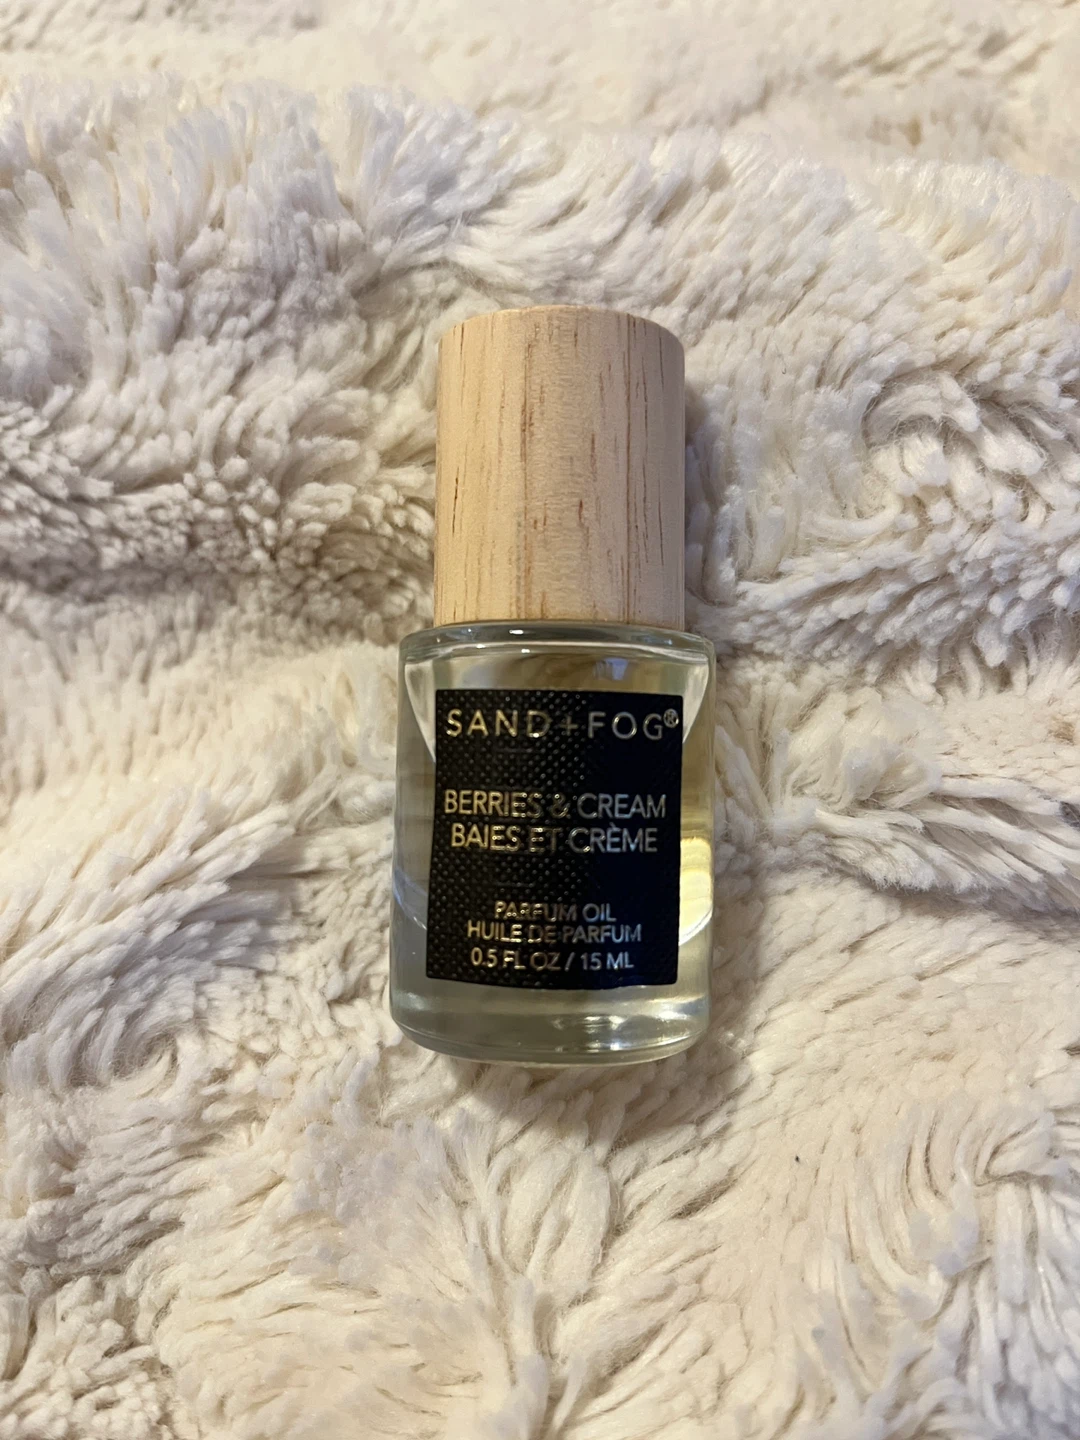 SAND+FOG®
BERRIES & CREAM
BAIES ET CRÈME
PARFUM OIL
HUILE DE PARFUM
0.5 FL OZ / 15 ML